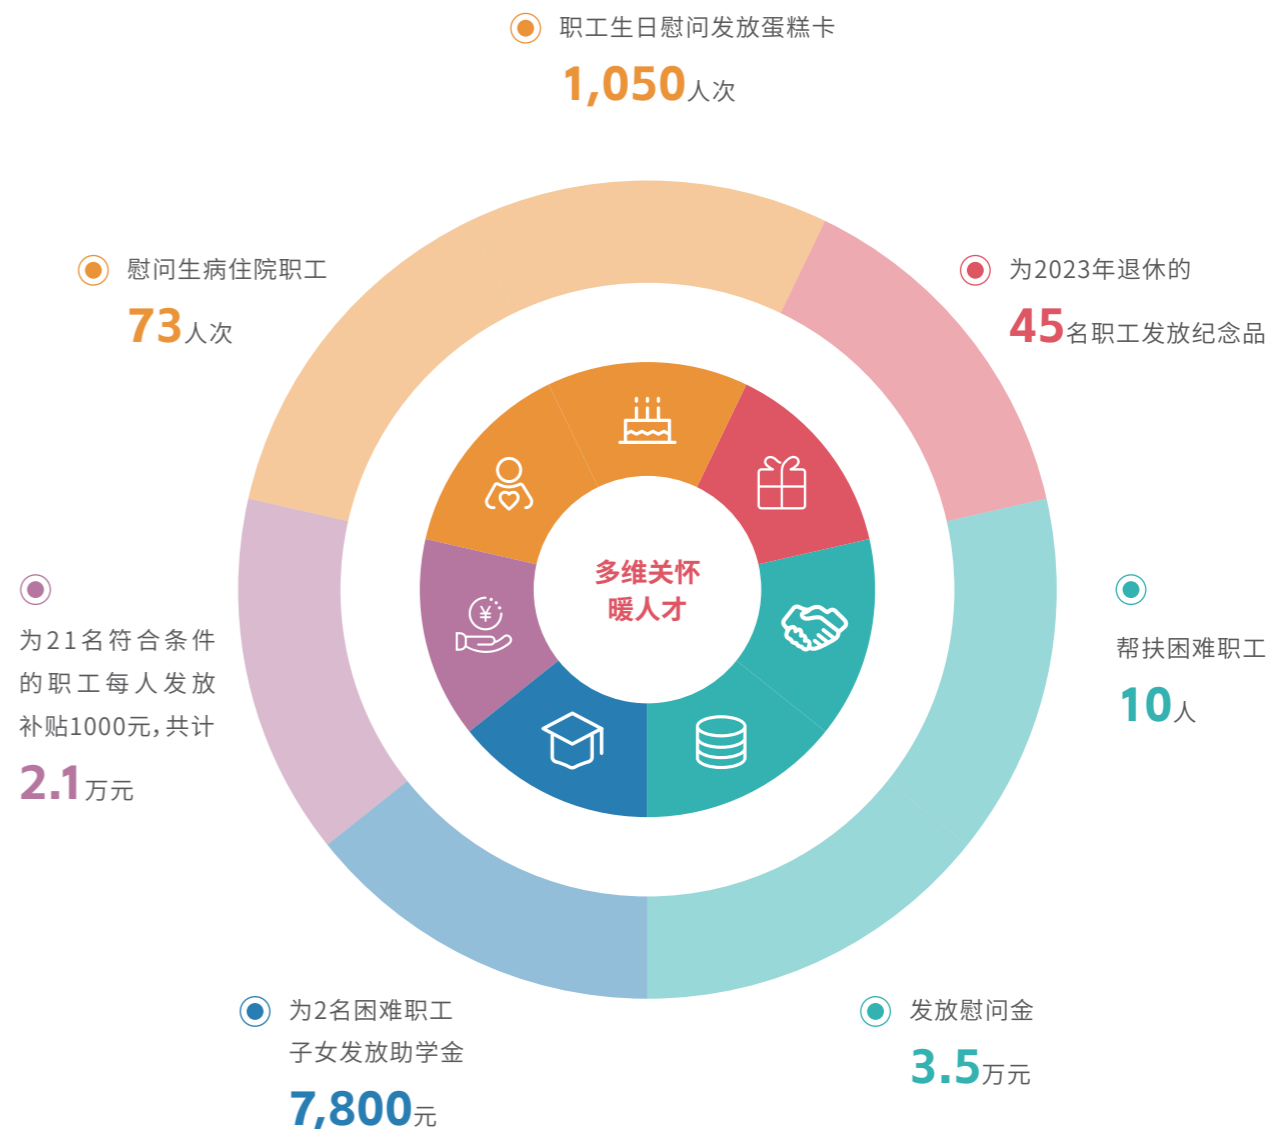 职工生日慰问发放蛋糕卡
1,050人次
慰问生病住院职工
73人次
为2023年退休的
45名职工发放纪念品
多维关怀
暖人才
¥
为21名符合条件
的职工每人发放
补贴1000元，共计
2.1万元
帮扶困难职工
10人
为2名困难职工
子女发放助学金
7,800元
发放慰问金
3.5万元